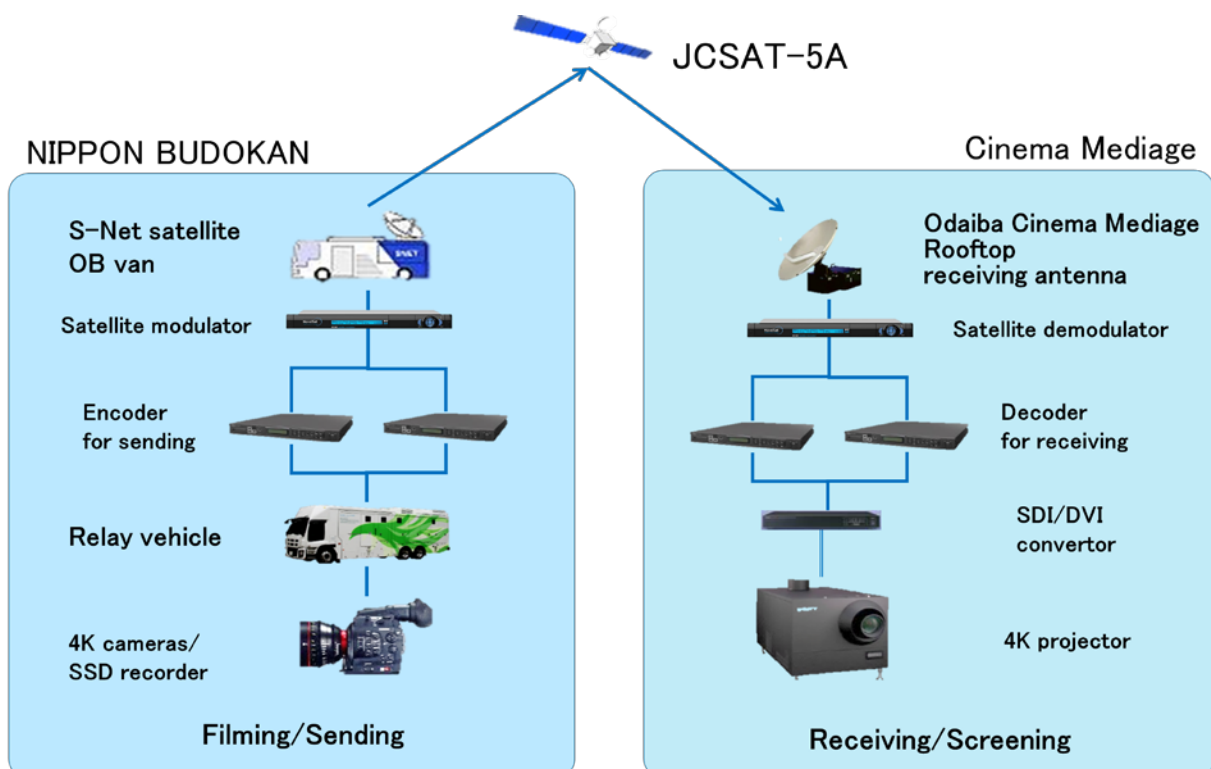 JCSAT-5A
NIPPON BUDOKAN
S-Net satellite
OB van
Satellite modulator
Encoder
for sending
Relay vehicle
4K cameras/
SSD recorder
Filming/Sending
Cinema Mediage
Odaiba Cinema Mediage
Rooftop
receiving antenna
Satellite demodulator
Decoder
for receiving
SDI/DVI
convertor
4K projector
Receiving/Screening